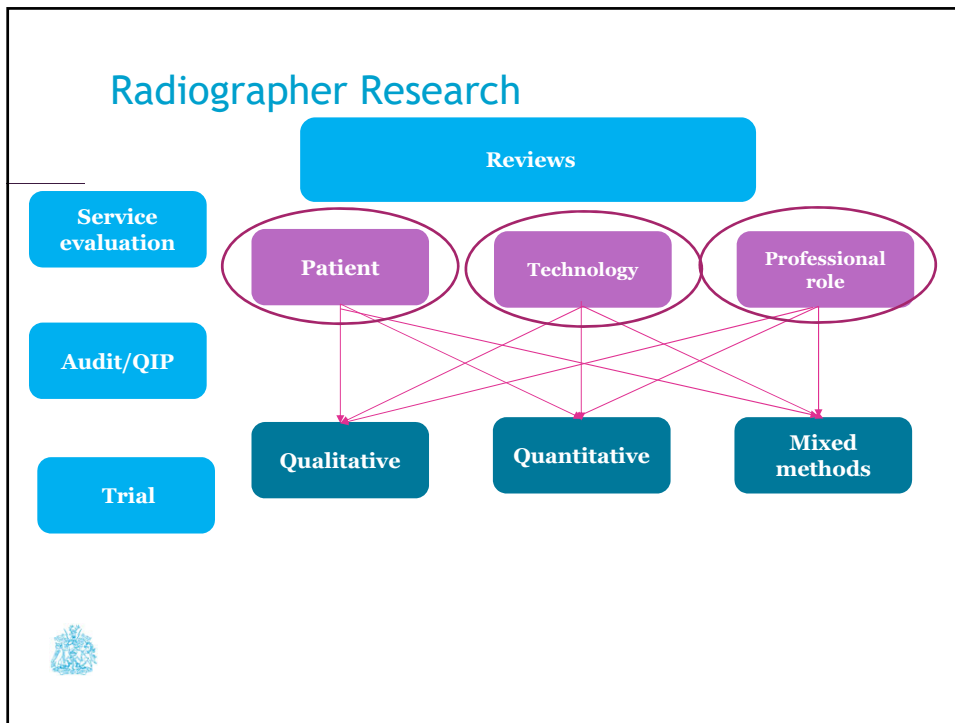 Radiographer Research
Reviews
Service
evaluation
Patient
Technology
Professional
role
Audit/QIP
Qualitative
Quantitative
Mixed
methods
Trial